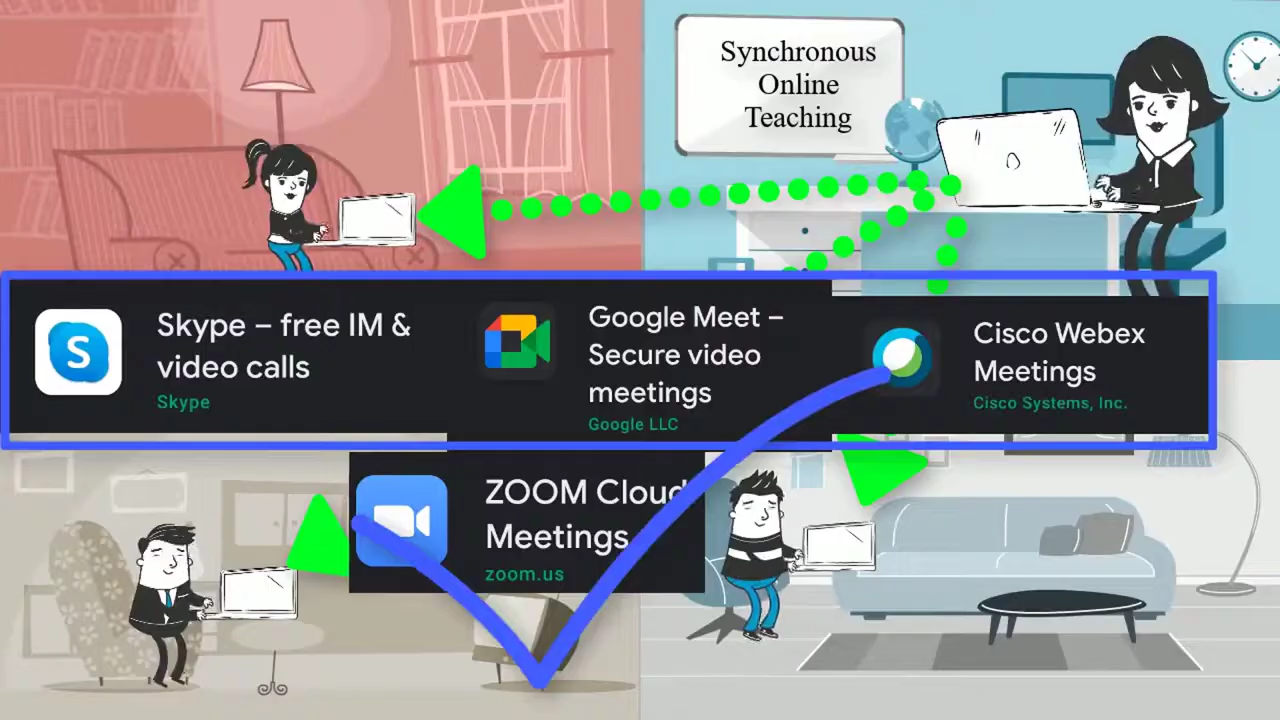 Synchronous
Online
Teaching
S
Skype – free IM &
video calls
Skype
Google Meet –
Secure video
meetings
Google LLC
Cisco Webex
Meetings
Cisco Systems, Inc.
ZOOM Cloud
Meetings
zoom.us